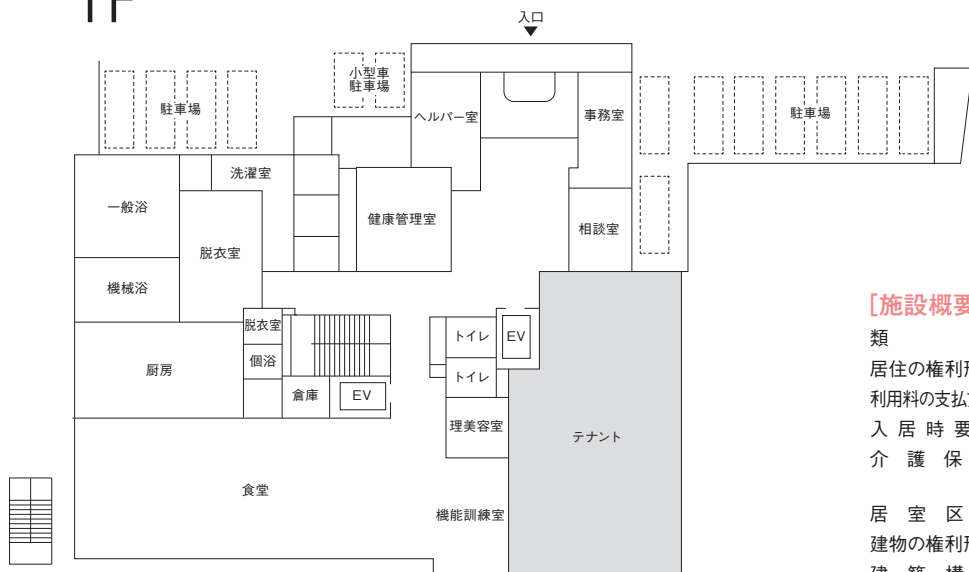 1F
入口
小型車
駐車場
駐車場
ヘルパー室
事務室
駐車場
洗濯室
一般浴
健康管理室
相談室
脱衣室
機械浴
脱衣室
トイレ
EV
個浴
厨房
トイレ
倉庫
EV
理美容室
テナント
食堂
機能訓練室
[施設概要
類
居住の権利形
利用料の支払
入居時要
介護保
居室区
建物の権利形